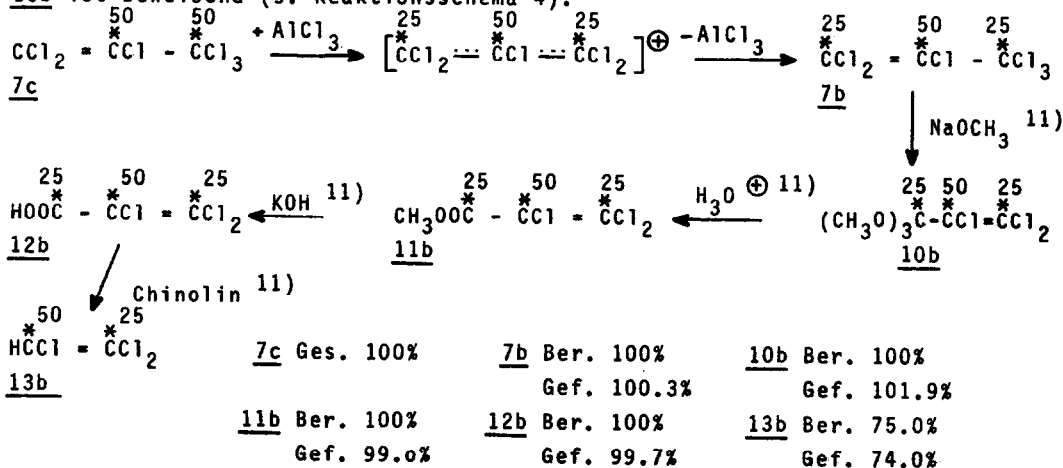 50 50 25 50 25 25 50 25
CCl2 = *CCl - *CCl3 + AlCl3 [*CCl2 ... *CCl ... *CCl2]⊕ -AlCl3 *CCl2 = *CCl - *CCl3
7c 7b
NaOCH3 11)
25 50 25 25 50 25 25 50 25
HOO*C - *CCl = *CCl2 KOH 11) CH3OO*C - *CCl = *CCl2 H3O⊕ 11) (CH3O)3*C-*CCl=*CCl2
12b 11b 10b
Chinolin 11)
50 25
H*CCl = *CCl2
13b
7c Ges. 100% 7b Ber. 100% 10b Ber. 100%
Gef. 100.3% Gef. 101.9%
11b Ber. 100% 12b Ber. 100% 13b Ber. 75.0%
Gef. 99.o% Gef. 99.7% Gef. 74.0%